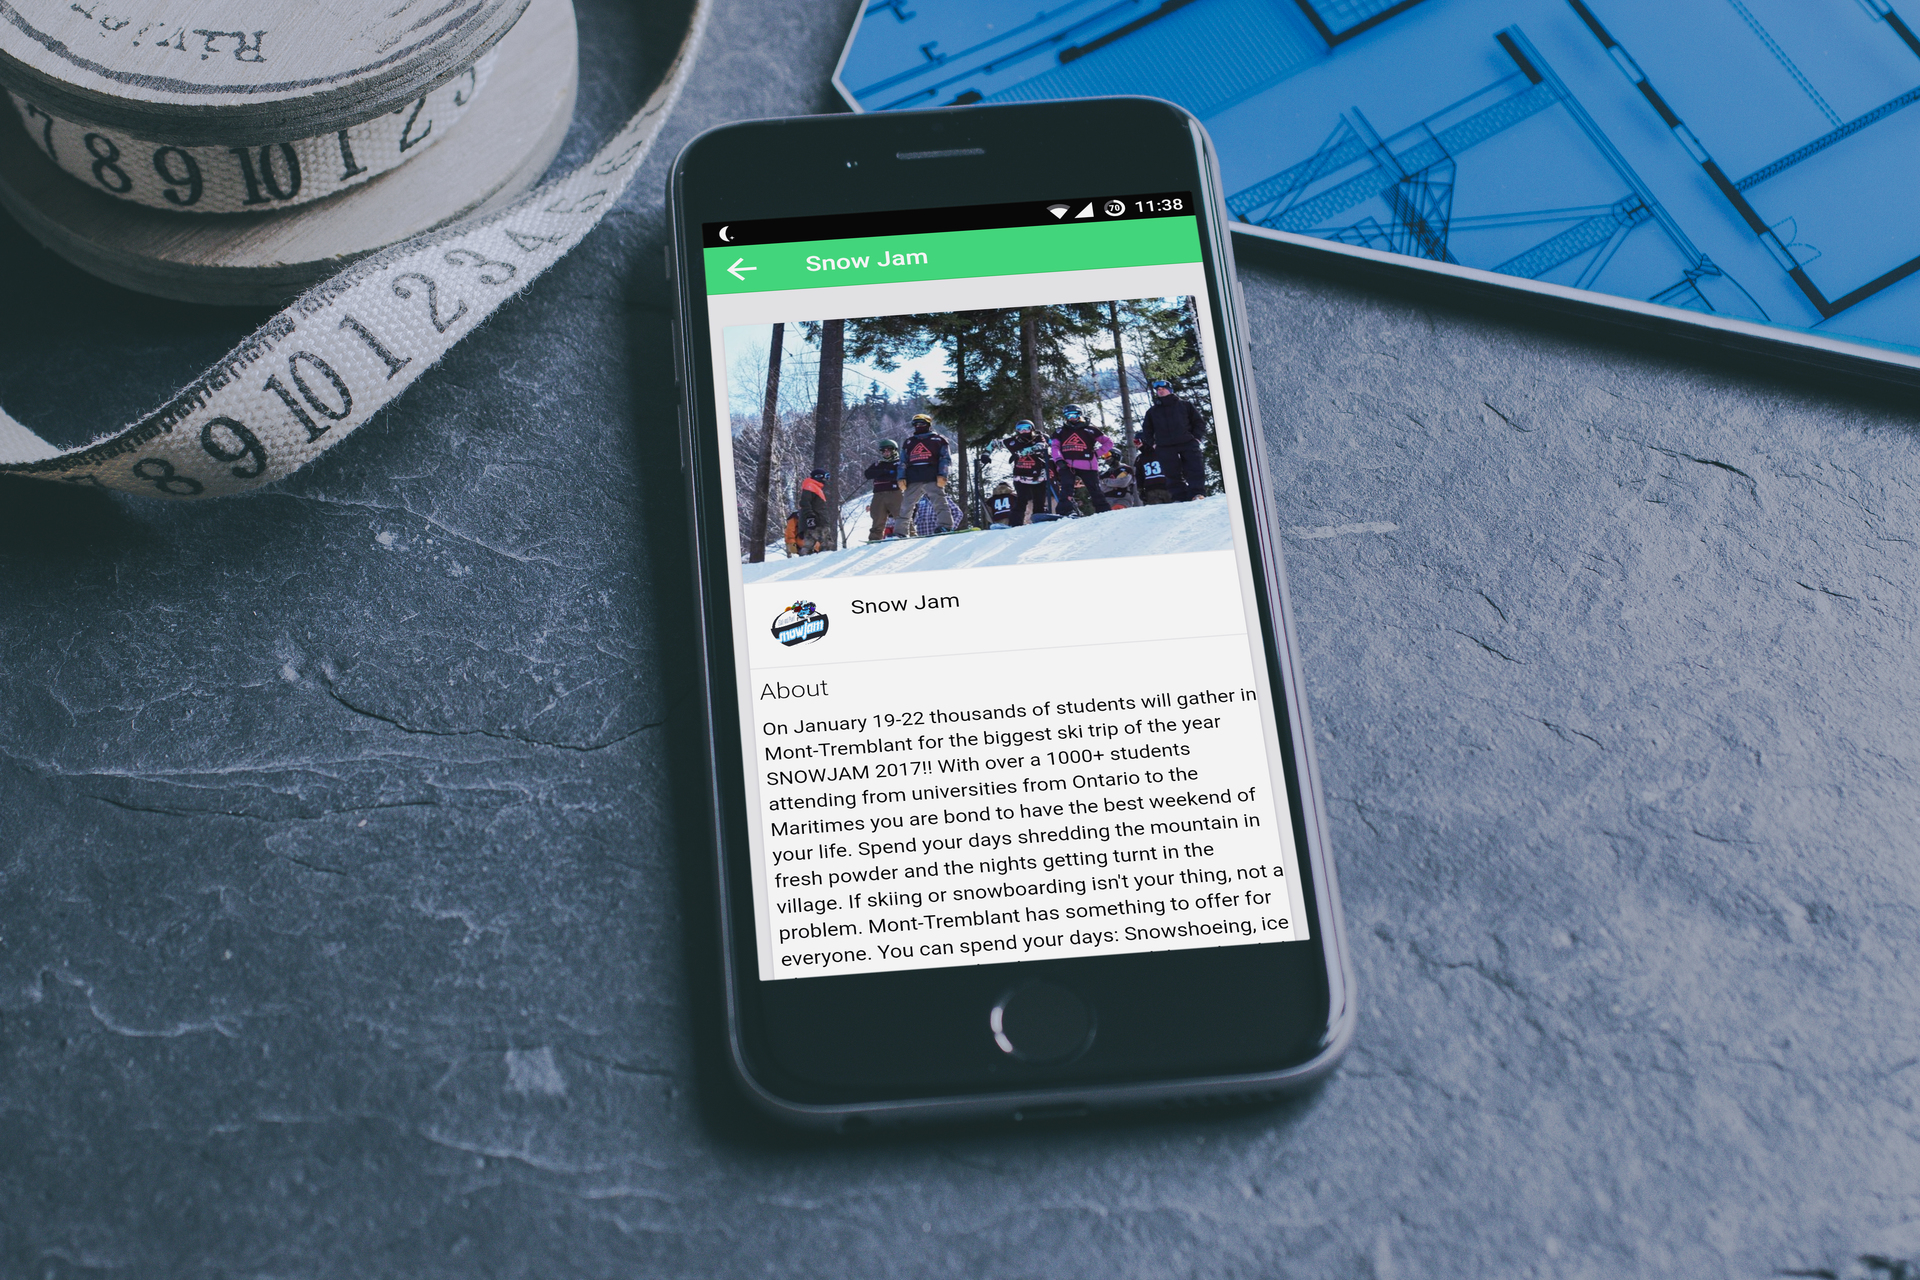 Rivièr
7 8 9 10 1 2 3
7 8 9 10 1 2 3 4 5 6
70 11:38
Snow Jam
44
53
snowjam
Snow Jam
About
On January 19-22 thousands of students will gather in
Mont-Tremblant for the biggest ski trip of the year
SNOWJAM 2017!! With over a 1000+ students
attending from universities from Ontario to the
Maritimes you are bond to have the best weekend of
your life. Spend your days shredding the mountain in
fresh powder and the nights getting turnt in the
village. If skiing or snowboarding isn't your thing, not a
problem. Mont-Tremblant has something to offer for
everyone. You can spend your days: Snowshoeing, ice